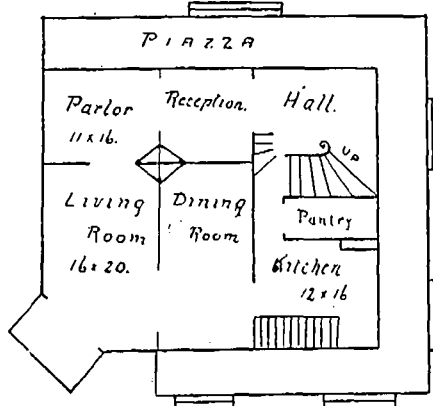 PIAZZA
Parlor
11 x 16.
Reception.
Hall.
UP
Living
Room
16 x 20.
Dining
Room
Pantry
Kitchen
12 x 16